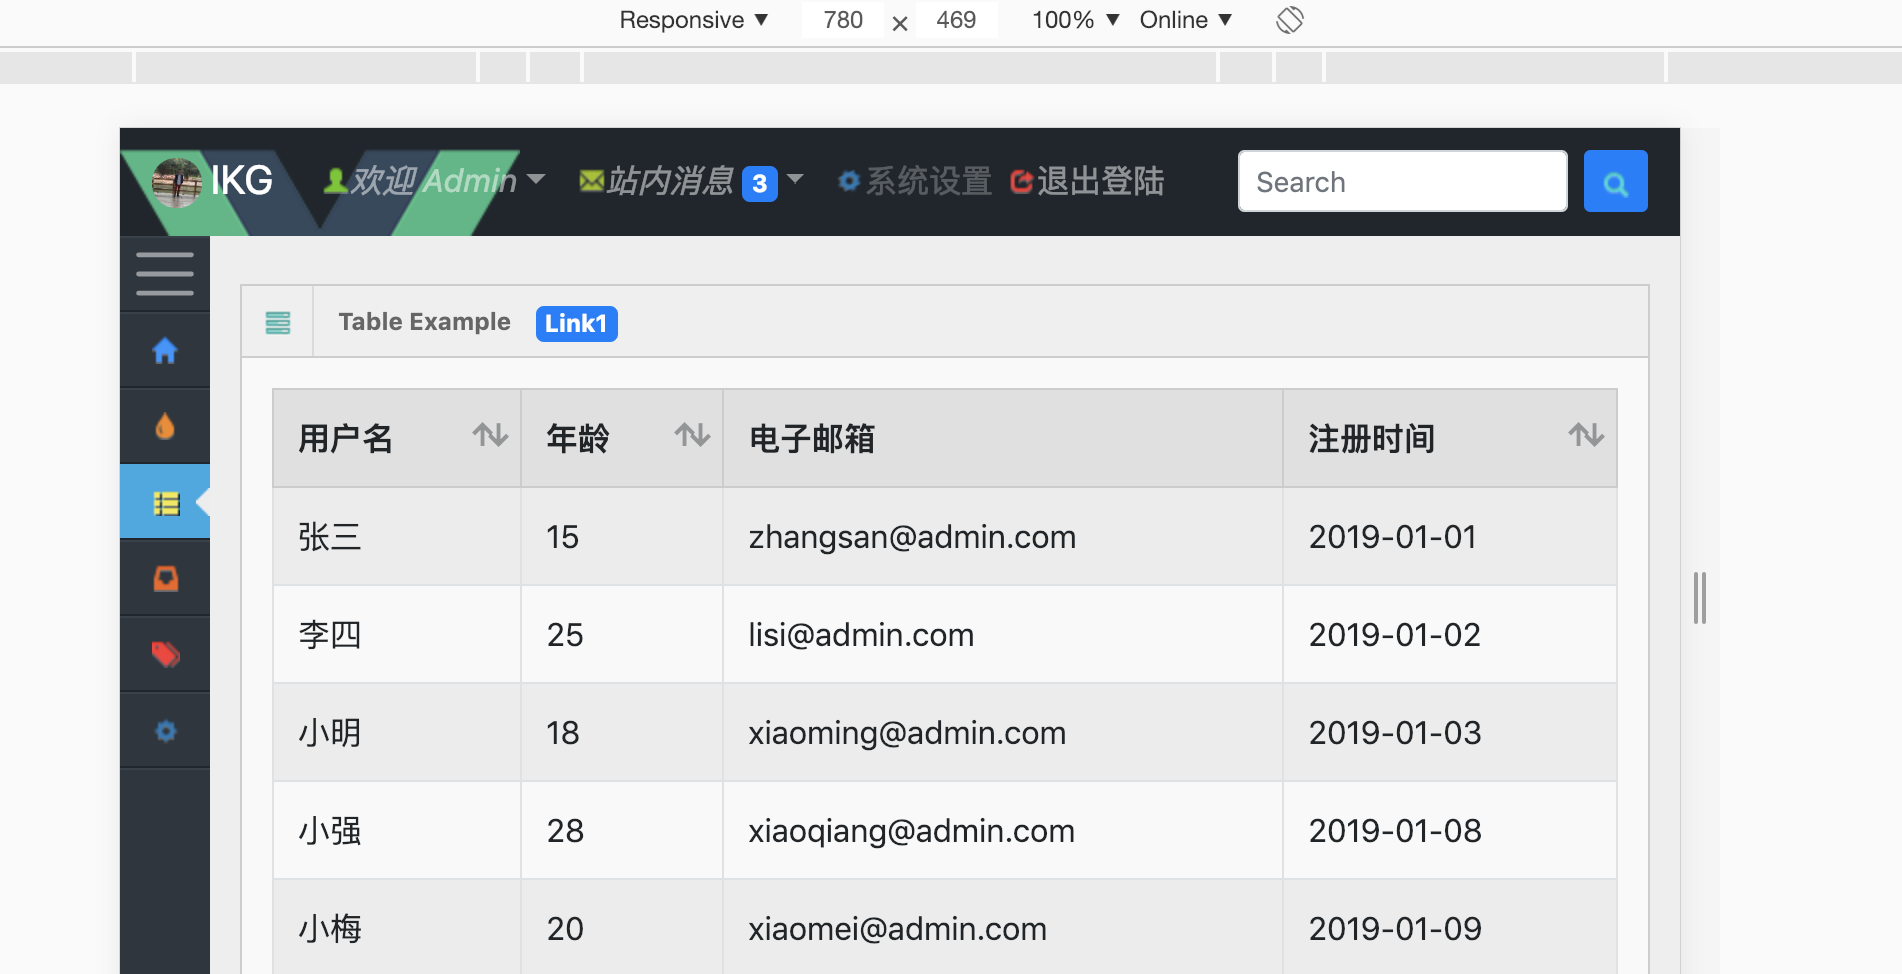 Responsive ▼ 780 × 469 100% ▼ Online ▼
IKG 欢迎 Admin 站内消息 3 系统设置 退出登陆 Search
Table Example Link1
用户名 年龄 电子邮箱 注册时间
张三 15 zhangsan@admin.com 2019-01-01
李四 25 lisi@admin.com 2019-01-02
小明 18 xiaoming@admin.com 2019-01-03
小强 28 xiaoqiang@admin.com 2019-01-08
小梅 20 xiaomei@admin.com 2019-01-09